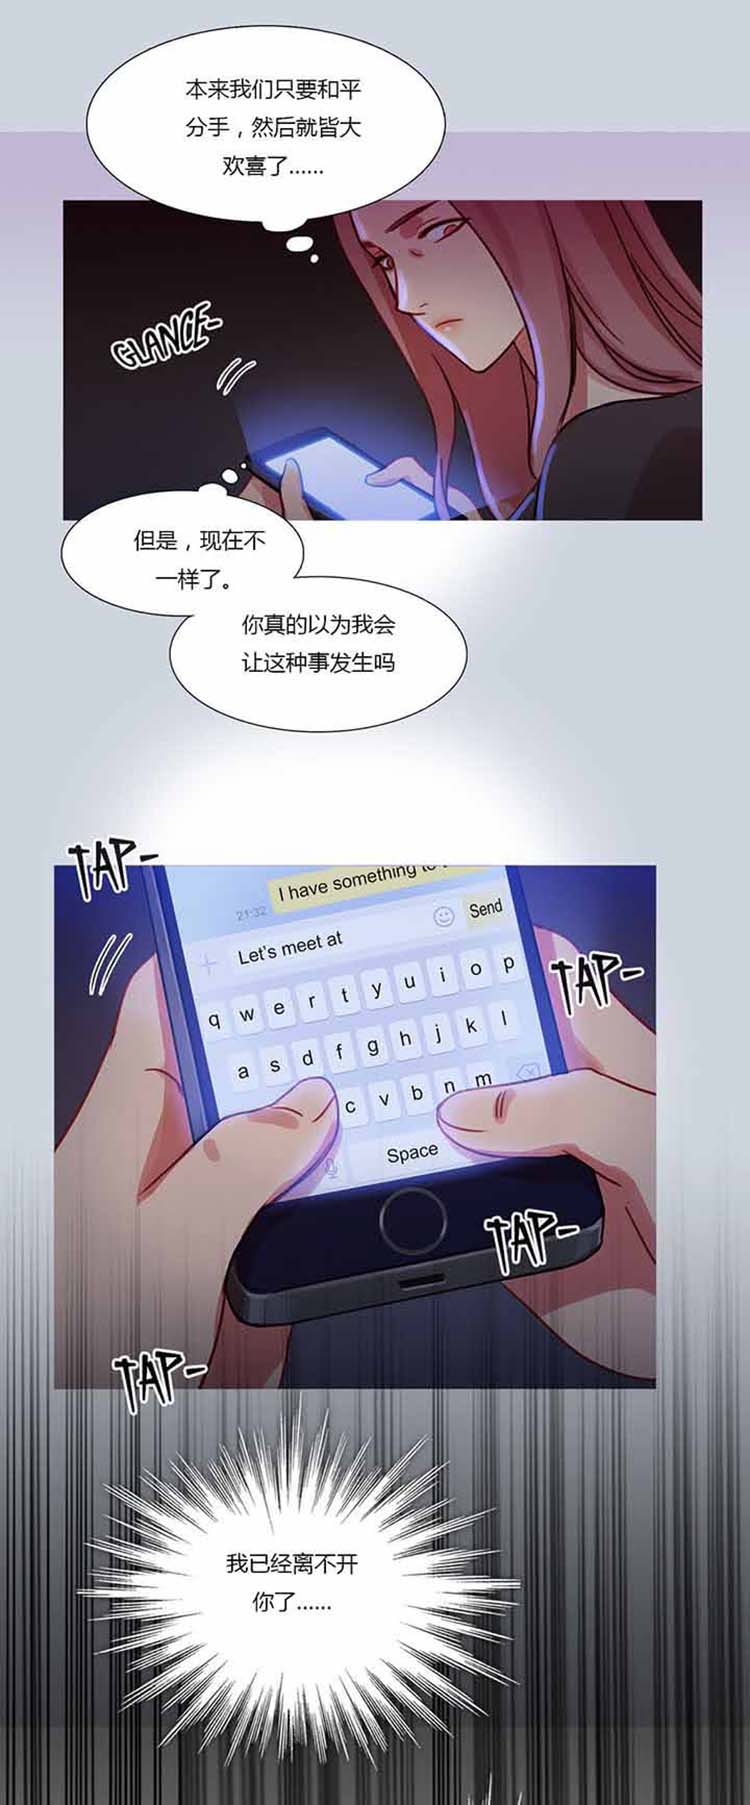 本来我们只要和平
分手，然后就皆大
欢喜了……
GLANCE-
但是，现在不
一样了。
你真的以为我会
让这种事发生吗
TAP-
I have something to
21:32
Send
Let's meet at
q w e r t y u i o p
TAP-
a s d f g h j k l
c v b n m
Space
TAP-
TAP-
我已经离不开
你了……